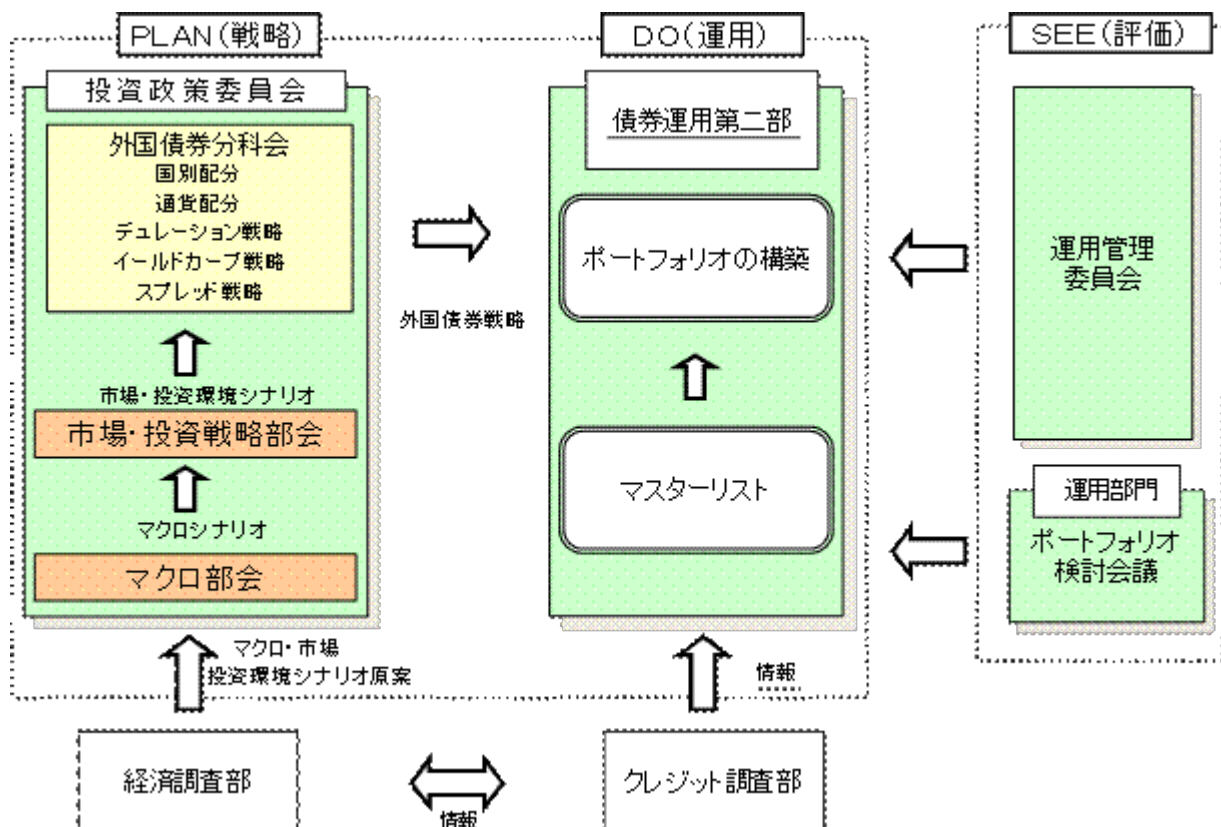 PLAN(戦略)
投資政策委員会
外国債券分科会
国別配分
通貨配分
デュレーション戦略
イールドカーブ戦略
スプレッド戦略
市場・投資環境シナリオ
市場・投資戦略部会
マクロシナリオ
マクロ部会
マクロ・市場
投資環境シナリオ原案
経済調査部
外国債券戦略
DO(運用)
債券運用第二部
ポートフォリオの構築
マスターリスト
情報
クレジット調査部
情報
SEE(評価)
運用管理
委員会
運用部門
ポートフォリオ
検討会議